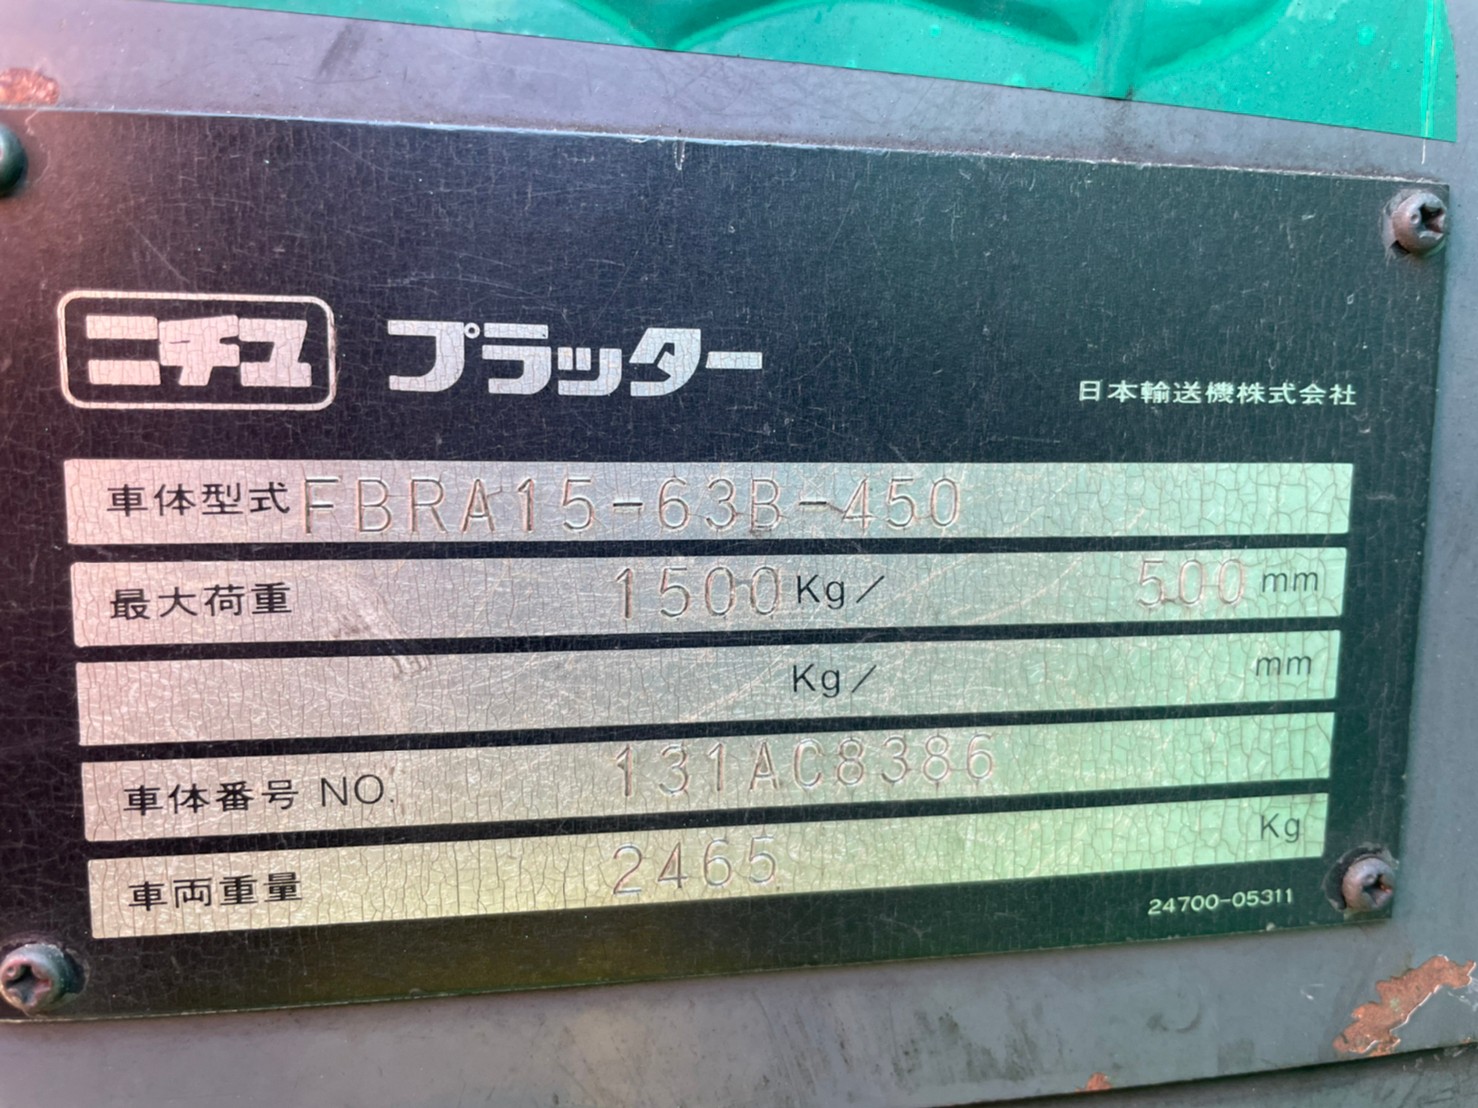 ニチユ プラッター
日本輸送機株式会社
車体型式 FBRA15-63B-450
最大荷重 1500 Kg/ 500 mm
Kg/ mm
車体番号 NO. 131AC8386
車両重量 2465 Kg
24700-05311